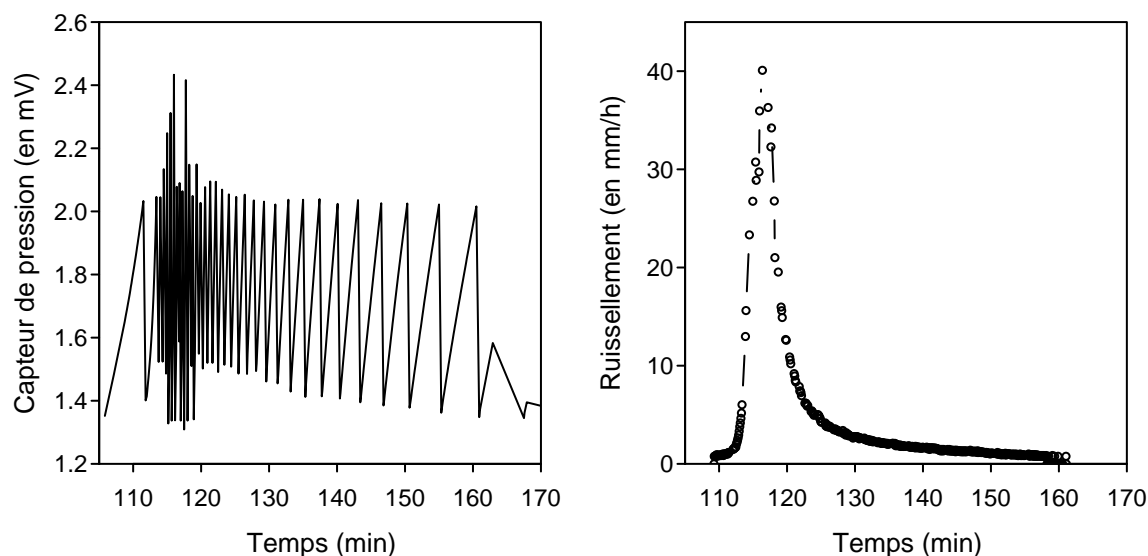 Capteur de pression (en mV)
2.6
2.4
2.2
2.0
1.8
1.6
1.4
1.2
110 120 130 140 150 160 170
Temps (min)
Ruissellement (en mm/h)
40
30
20
10
0
110 120 130 140 150 160 170
Temps (min)